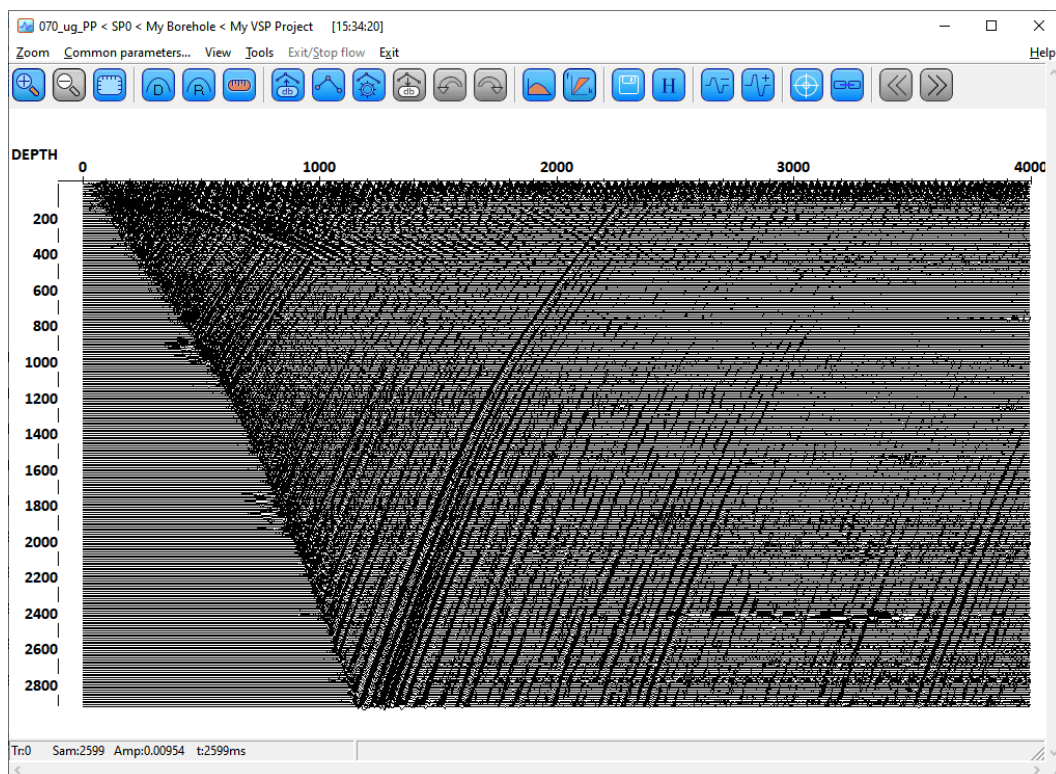 070_ug_PP < SP0 < My Borehole < My VSP Project [15:34:20]
Zoom Common parameters... View Tools Exit/Stop flow Exit Help
D R db db f k H
DEPTH
0 1000 2000 3000 4000
200
400
600
800
1000
1200
1400
1600
1800
2000
2200
2400
2600
2800
Tr:0 Sam:2599 Amp:0.00954 t:2599ms